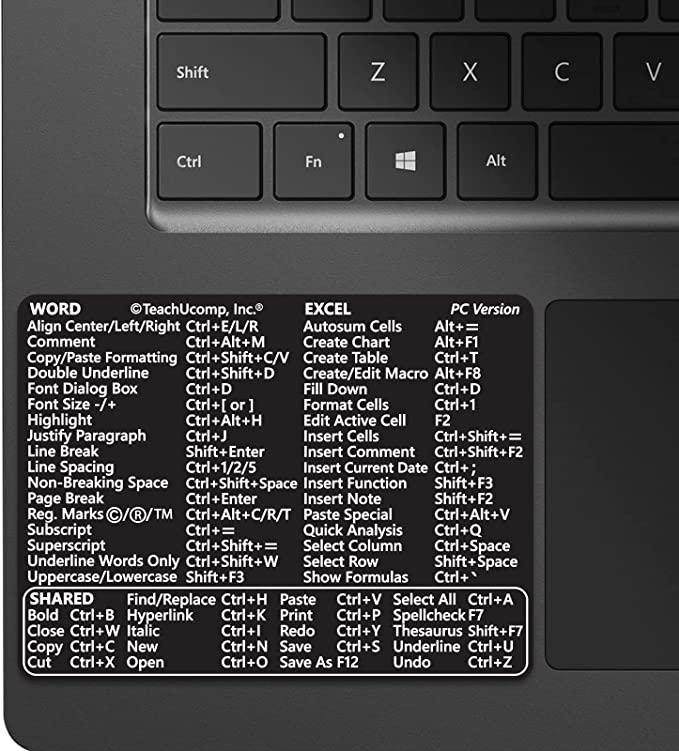 Shift Z X C V
Ctrl Fn Alt
WORD ©TeachUcomp, Inc.® EXCEL PC Version
Align Center/Left/Right Ctrl+E/L/R Autosum Cells Alt+=
Comment Ctrl+Alt+M Create Chart Alt+F1
Copy/Paste Formatting Ctrl+Shift+C/V Create Table Ctrl+T
Double Underline Ctrl+Shift+D Create/Edit Macro Alt+F8
Font Dialog Box Ctrl+D Fill Down Ctrl+D
Font Size -/+ Ctrl+[ or ] Format Cells Ctrl+1
Highlight Ctrl+Alt+H Edit Active Cell F2
Justify Paragraph Ctrl+J Insert Cells Ctrl+Shift+=
Line Break Shift+Enter Insert Comment Ctrl+Shift+F2
Line Spacing Ctrl+1/2/5 Insert Current Date Ctrl+;
Non-Breaking Space Ctrl+Shift+Space Insert Function Shift+F3
Page Break Ctrl+Enter Insert Note Shift+F2
Reg. Marks ©/®/TM Ctrl+Alt+C/R/T Paste Special Ctrl+Alt+V
Subscript Ctrl+= Quick Analysis Ctrl+Q
Superscript Ctrl+Shift+= Select Column Ctrl+Space
Underline Words Only Ctrl+Shift+W Select Row Shift+Space
Uppercase/Lowercase Shift+F3 Show Formulas Ctrl+`
SHARED Find/Replace Ctrl+H Paste Ctrl+V Select All Ctrl+A
Bold Ctrl+B Hyperlink Ctrl+K Print Ctrl+P Spellcheck F7
Close Ctrl+W Italic Ctrl+I Redo Ctrl+Y Thesaurus Shift+F7
Copy Ctrl+C New Ctrl+N Save Ctrl+S Underline Ctrl+U
Cut Ctrl+X Open Ctrl+O Save As F12 Undo Ctrl+Z